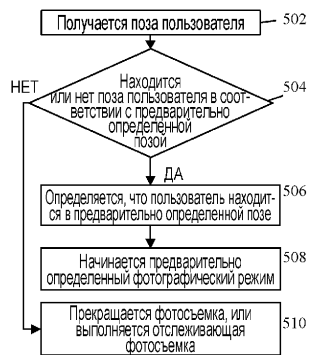 Получается поза пользователя
502
НЕТ
Находится
или нет поза пользователя в соот-
ветствии с предварительно
определенной
позой
504
ДА
Определяется, что пользователь находит-
ся в предварительно определенной позе
506
Начинается предварительно
определенный фотографический режим
508
Прекращается фотосъемка, или
выполняется отслеживающая
фотосъемка
510